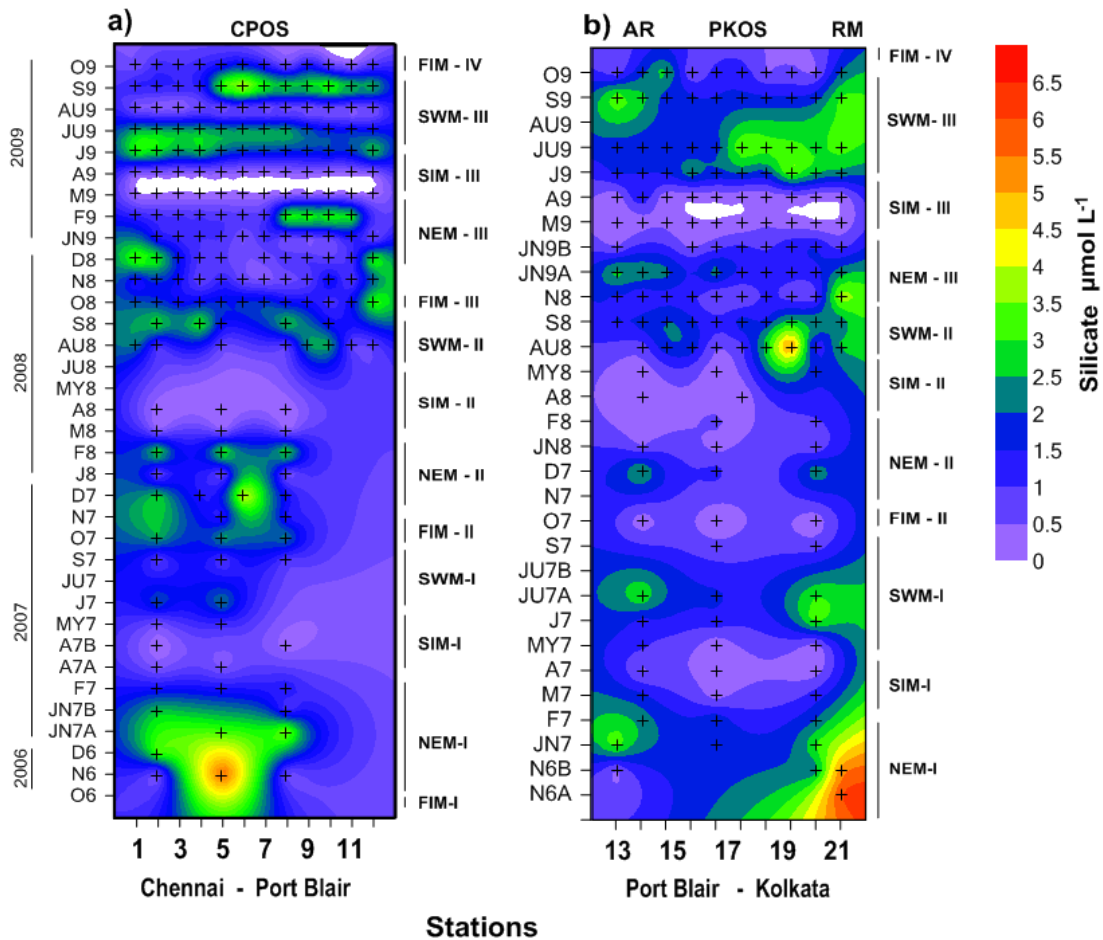 a)
CPOS
b)
AR
PKOS
RM
2009
2008
2007
2006
O9
S9
AU9
JU9
J9
A9
M9
F9
JN9
D8
N8
O8
S8
AU8
JU8
MY8
A8
M8
F8
J8
D7
N7
O7
S7
JU7
J7
MY7
A7B
A7A
F7
JN7B
JN7A
D6
N6
O6
FIM - IV
SWM - III
SIM - III
NEM - III
FIM - III
SWM - II
SIM - II
NEM - II
FIM - II
SWM-I
SIM-I
NEM-I
FIM-I
1 3 5 7 9 11
Chennai - Port Blair
O9
S9
AU9
JU9
J9
A9
M9
JN9B
JN9A
N8
S8
AU8
MY8
A8
F8
JN8
D7
N7
O7
S7
JU7B
JU7A
J7
MY7
A7
M7
F7
JN7
N6B
N6A
FIM - IV
SWM- III
SIM - III
NEM - III
SWM- II
SIM - II
NEM - II
FIM - II
SWM-I
SIM-I
NEM-I
13 15 17 19 21
Port Blair - Kolkata
6.5
6
5.5
5
4.5
4
3.5
3
2.5
2
1.5
1
0.5
0
Silicate µmol L-1
Stations